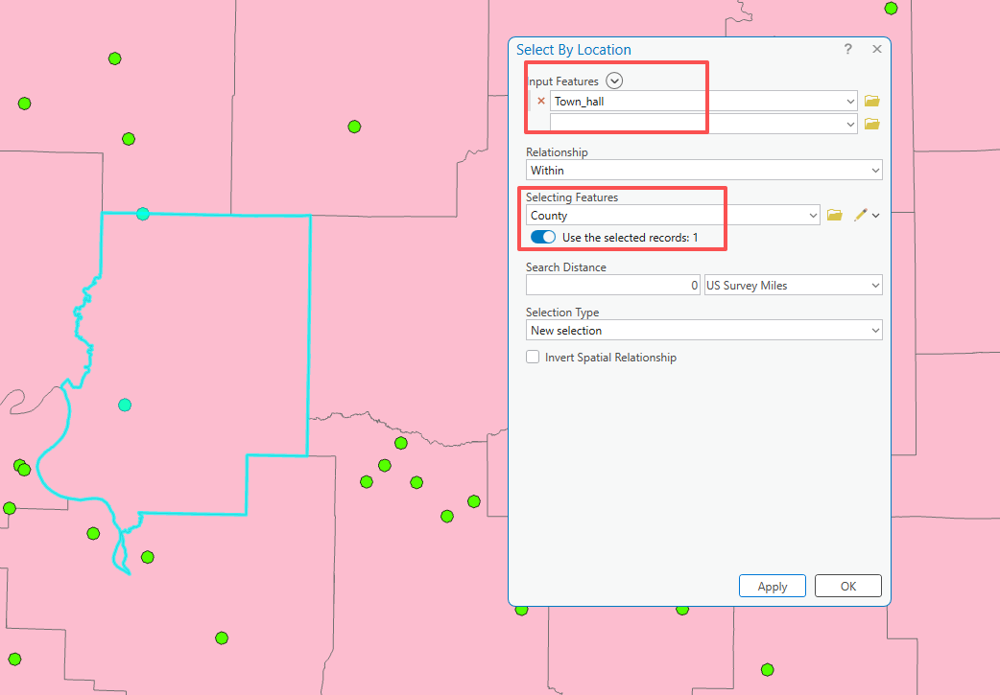 Select By Location ?
Input Features
Town_hall
Relationship
Within
Selecting Features
County
Use the selected records: 1
Search Distance
0 US Survey Miles
Selection Type
New selection
Invert Spatial Relationship
Apply OK